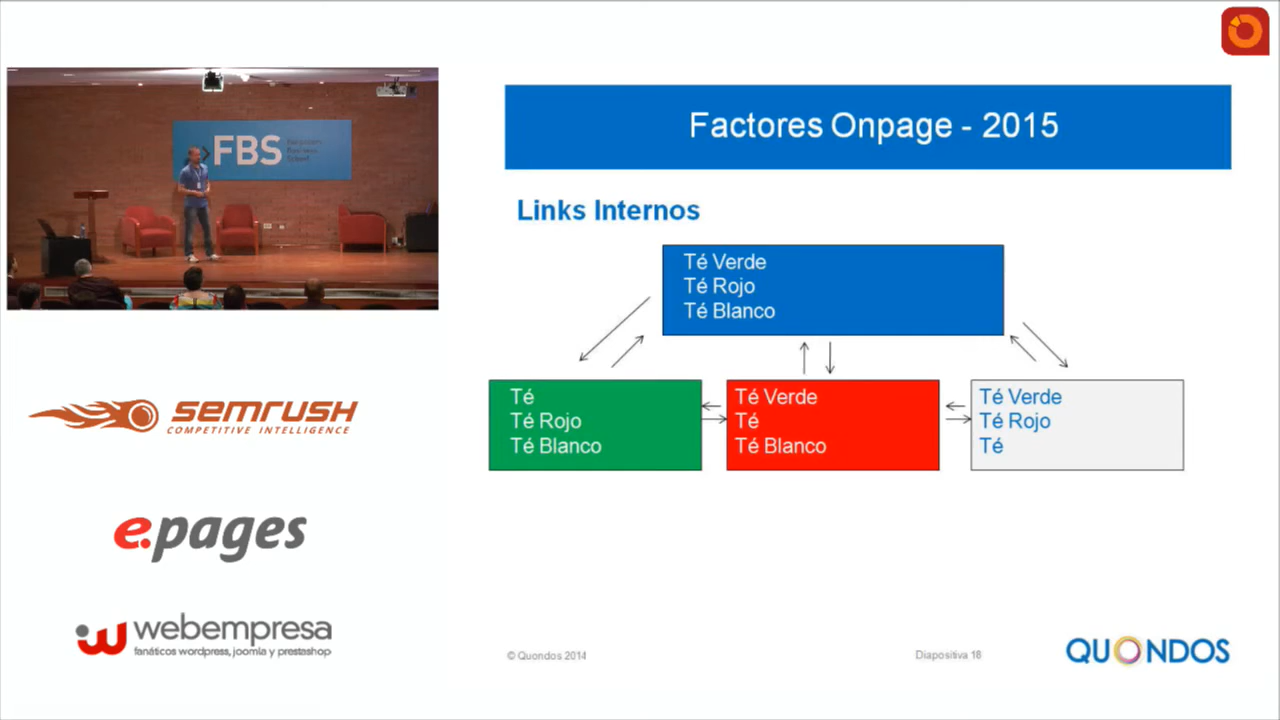 Factores Onpage - 2015
FBS
Links Internos
Té Verde
Té Rojo
Té Blanco
Té
Té Rojo
Té Blanco
Té Verde
Té
Té Blanco
Té Verde
Té Rojo
Té
SEMRUSH
COMPETITIVE INTELLIGENCE
e.pages
webempresa
fanáticos wordpress, joomla y prestashop
© Quondos 2014
Diapositiva 18
QUONDOS